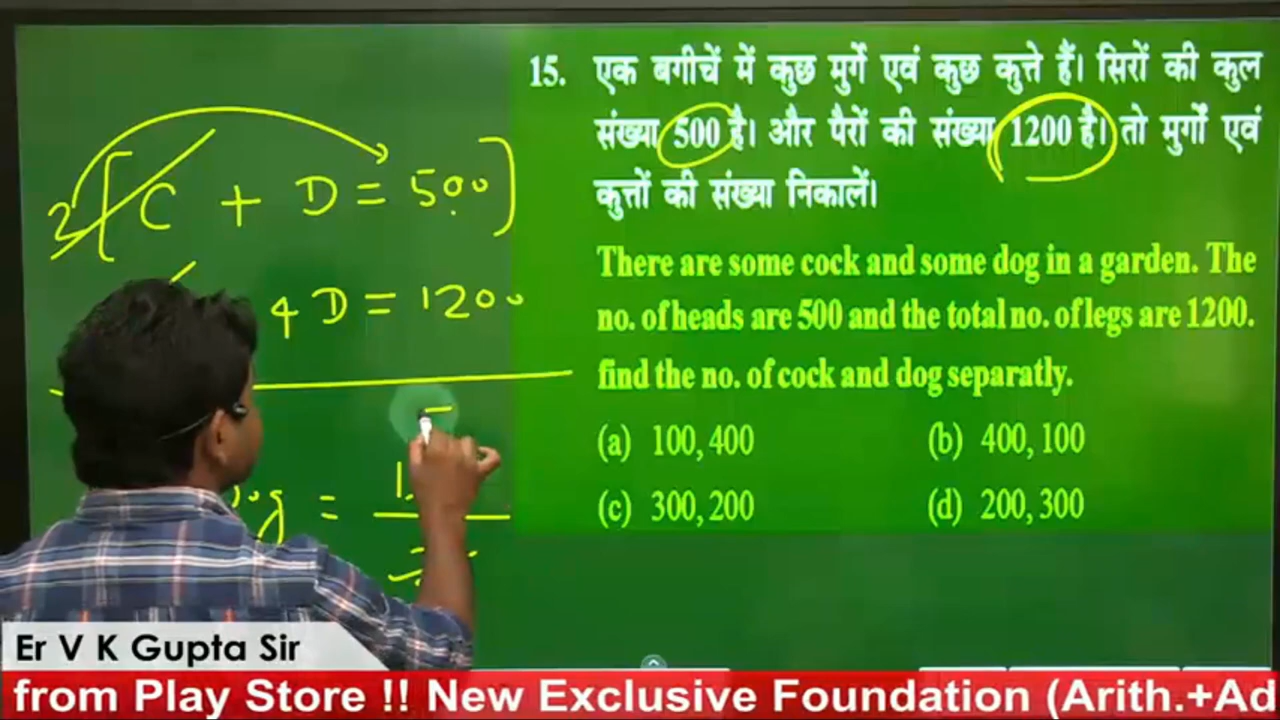 2[C + D = 500]
4 D = 1200
og =
15. एक बगीचें में कुछ मुर्गे एवं कुछ कुत्ते हैं। सिरों की कुल
संख्या 500 है। और पैरों की संख्या 1200 है। तो मुर्गों एवं
कुत्तों की संख्या निकालें।
There are some cock and some dog in a garden. The
no. of heads are 500 and the total no. of legs are 1200.
find the no. of cock and dog separatly.
(a) 100, 400 (b) 400, 100
(c) 300, 200 (d) 200, 300
Er V K Gupta Sir
from Play Store !! New Exclusive Foundation (Arith.+Ad